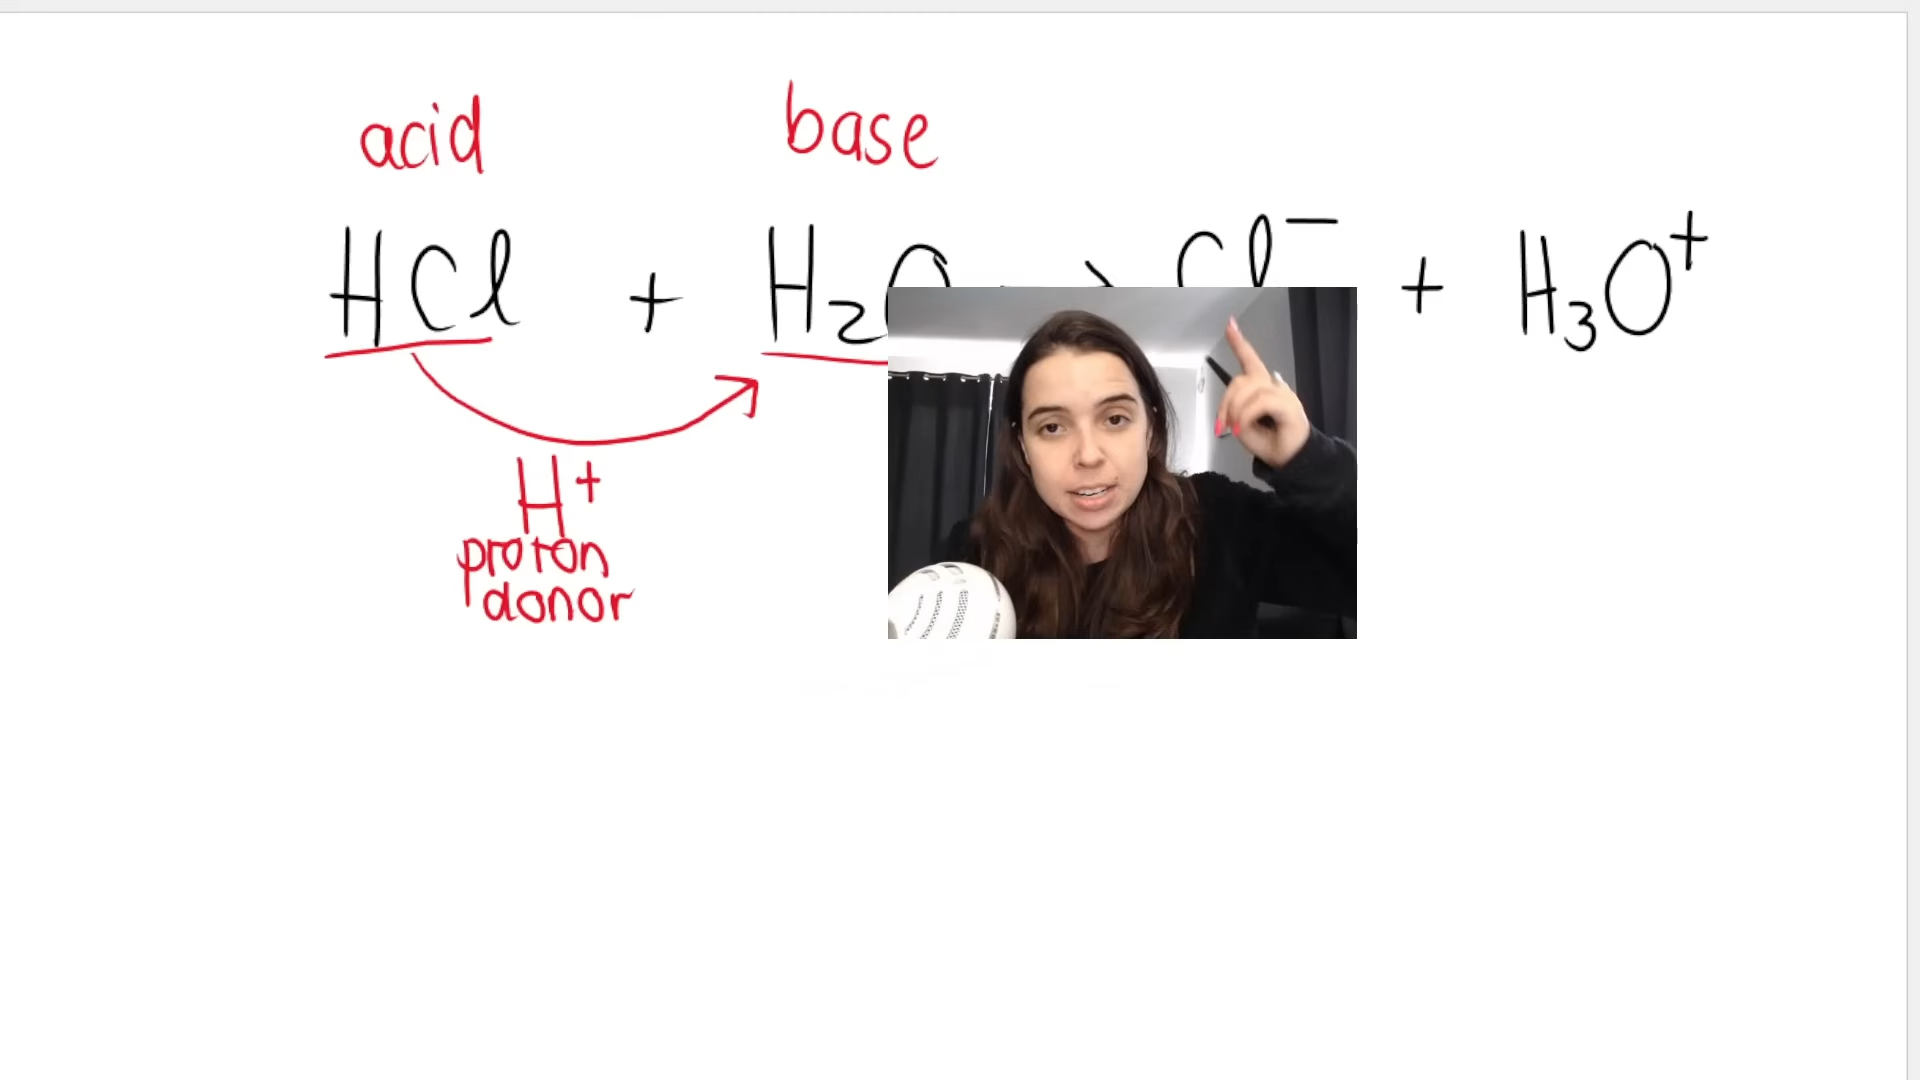 acid base
HCl + H₂O → Cl⁻ + H₃O⁺
H⁺
proton
donor